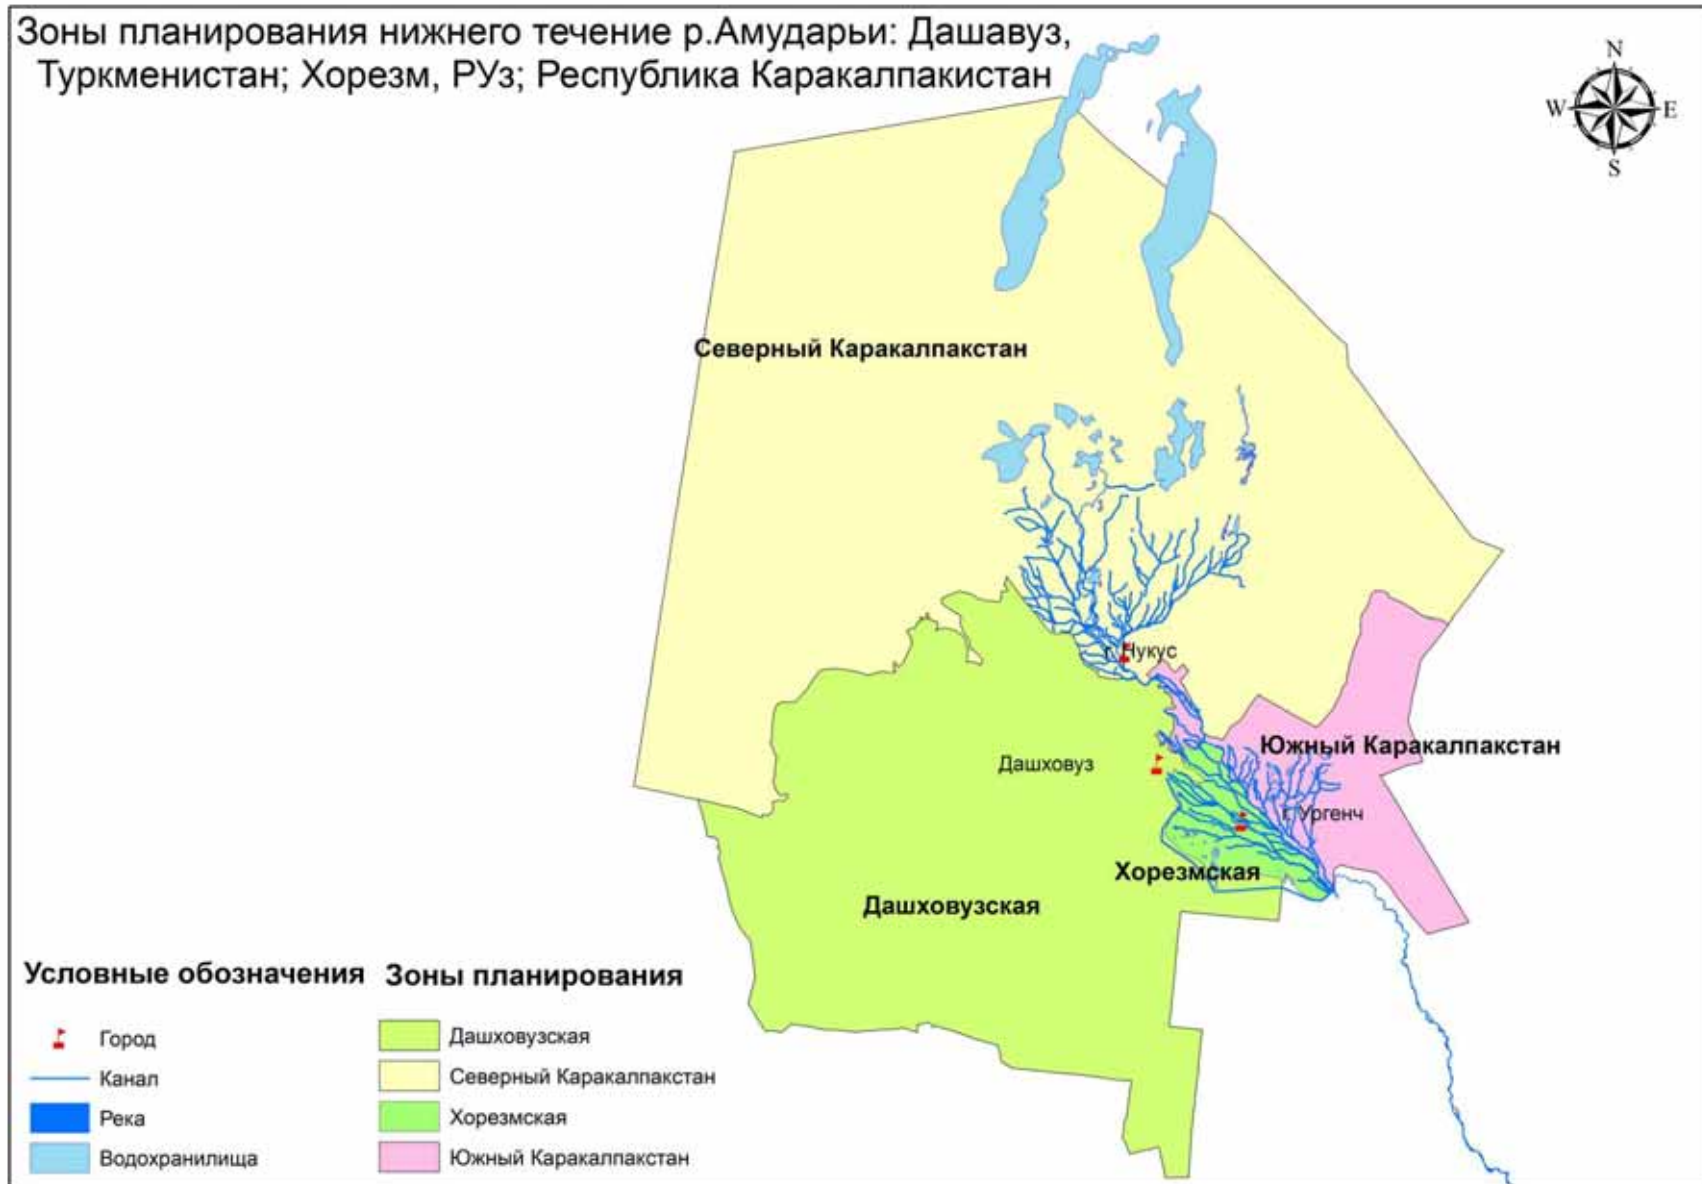 Зоны планирования нижнего течение р.Амударьи: Дашавуз,
Туркменистан; Хорезм, РУз; Республика Каракалпакистан
N
W E
S
Северный Каракалпакстан
г. Нукус
Южный Каракалпакстан
Дашховуз
г. Ургенч
Хорезмская
Дашховузская
Условные обозначения
Город
Канал
Река
Водохранилища
Зоны планирования
Дашховузская
Северный Каракалпакстан
Хорезмская
Южный Каракалпакстан